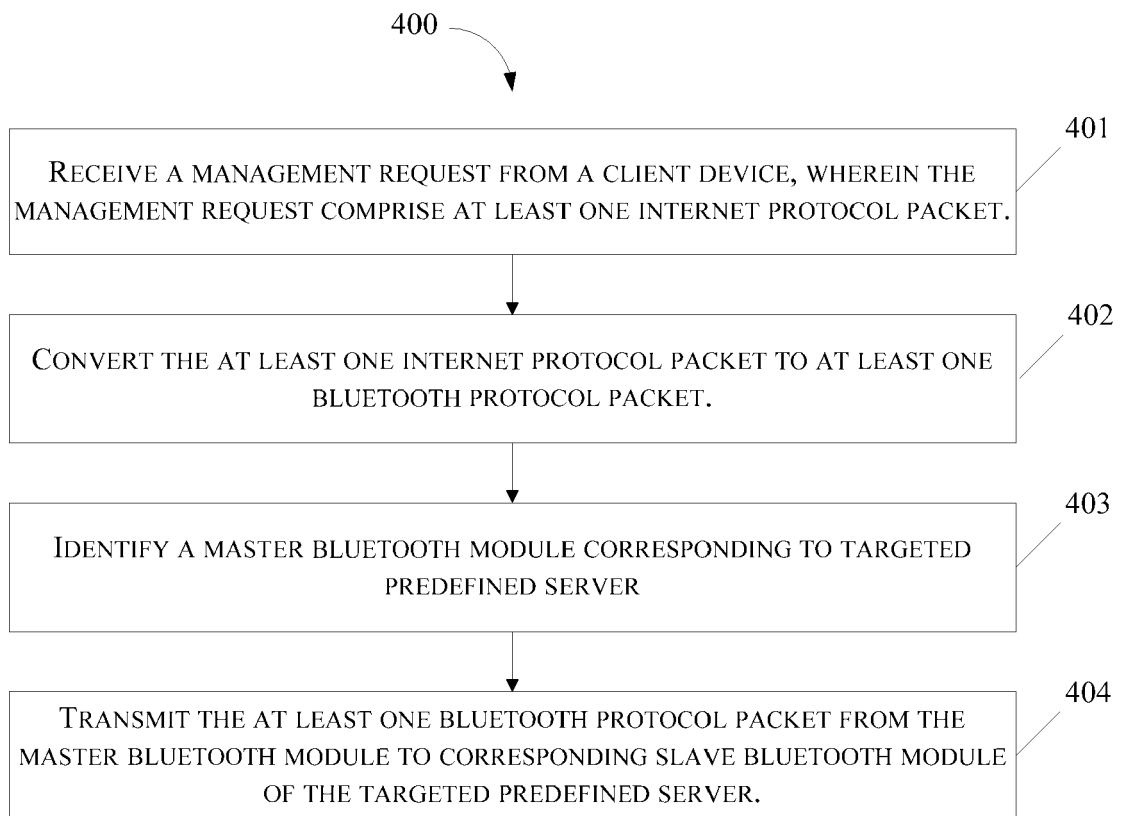 400
401
RECEIVE A MANAGEMENT REQUEST FROM A CLIENT DEVICE, WHEREIN THE
MANAGEMENT REQUEST COMPRISE AT LEAST ONE INTERNET PROTOCOL PACKET.
402
CONVERT THE AT LEAST ONE INTERNET PROTOCOL PACKET TO AT LEAST ONE
BLUETOOTH PROTOCOL PACKET.
403
IDENTIFY A MASTER BLUETOOTH MODULE CORRESPONDING TO TARGETED
PREDEFINED SERVER
404
TRANSMIT THE AT LEAST ONE BLUETOOTH PROTOCOL PACKET FROM THE
MASTER BLUETOOTH MODULE TO CORRESPONDING SLAVE BLUETOOTH MODULE
OF THE TARGETED PREDEFINED SERVER.